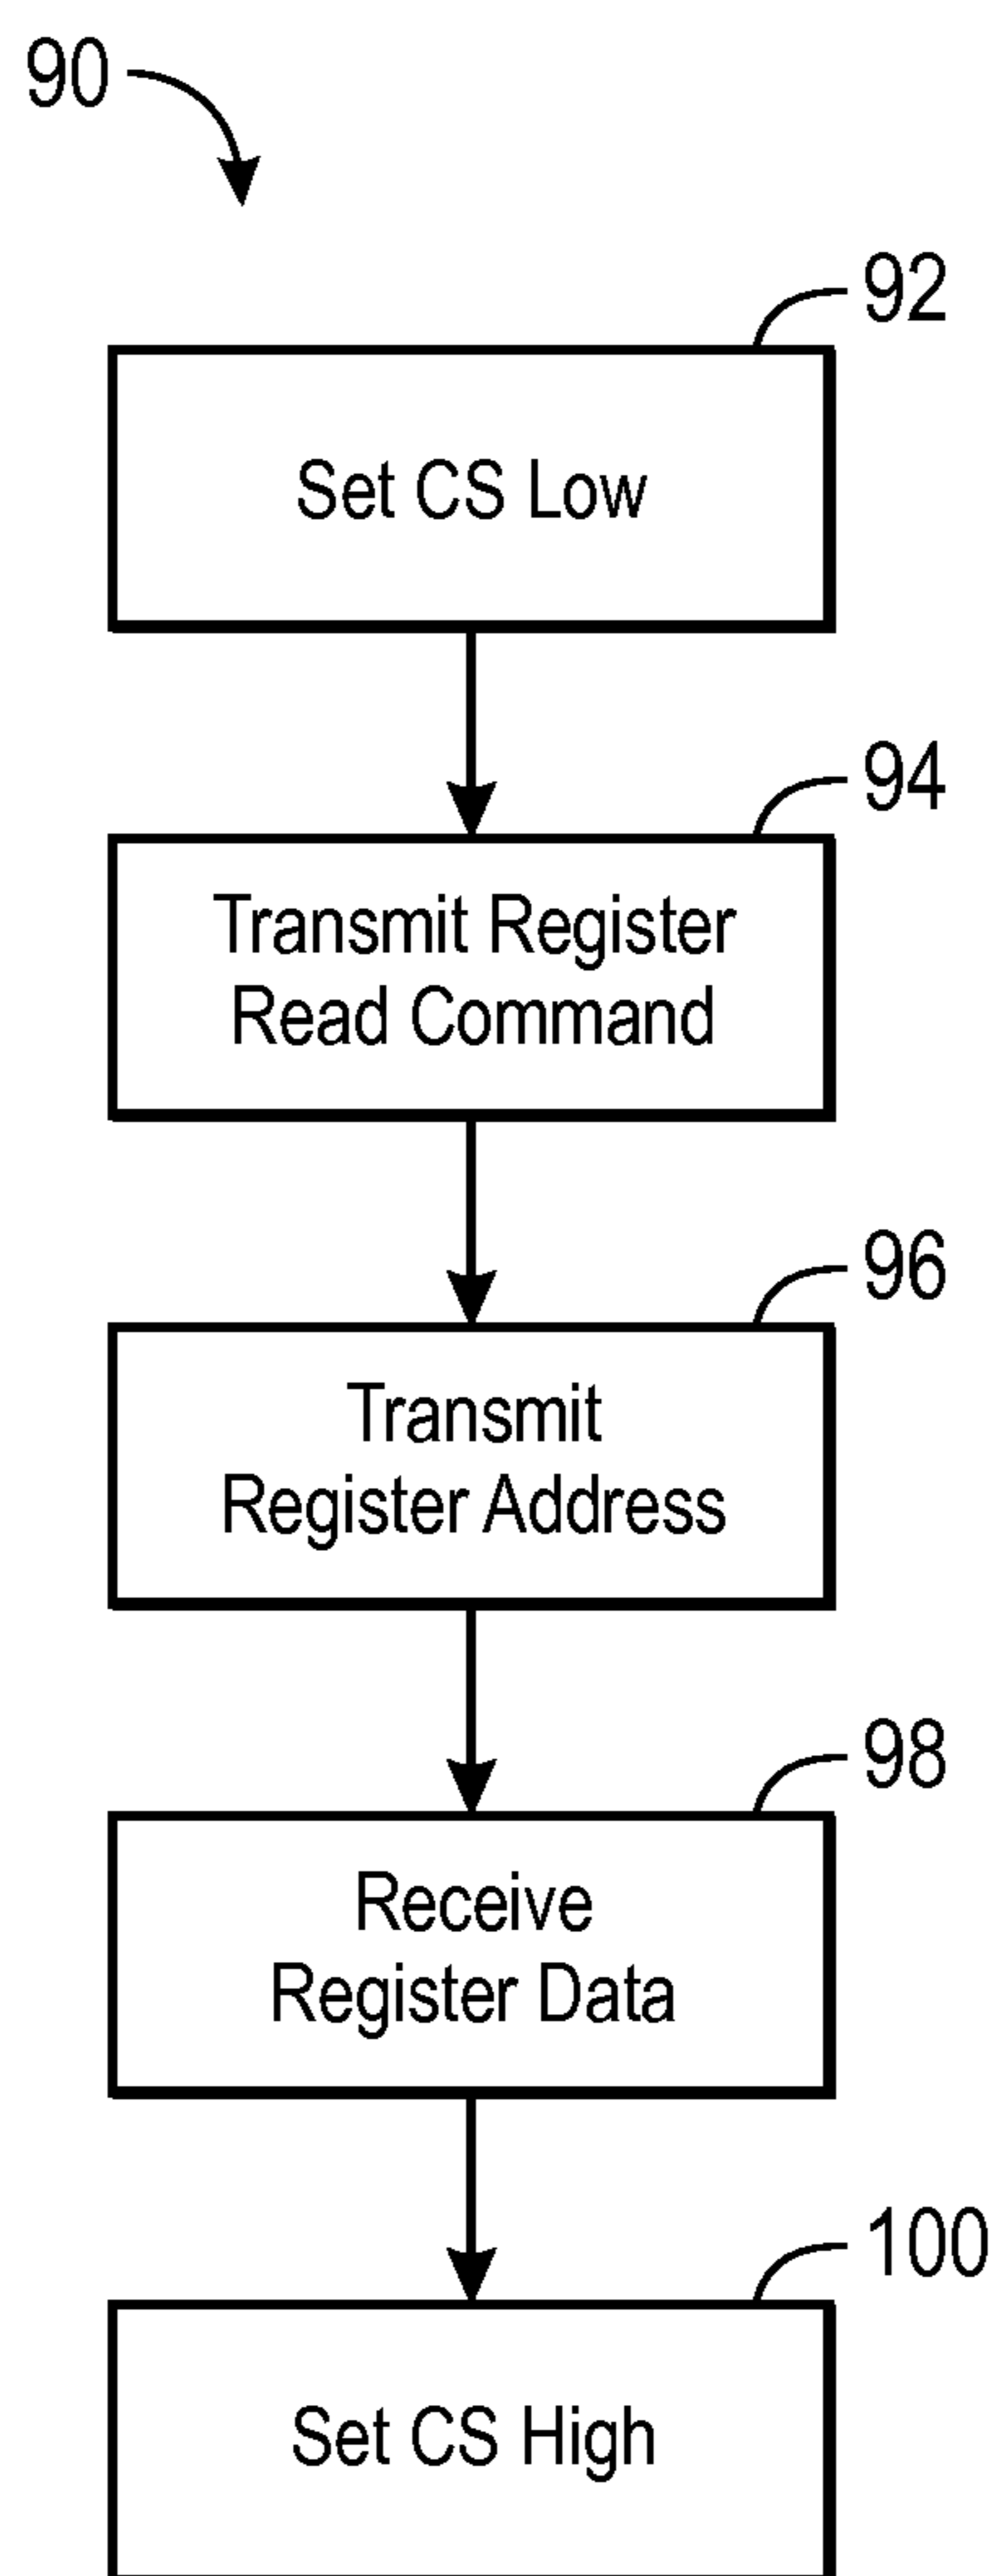 90
92
Set CS Low
94
Transmit Register
Read Command
96
Transmit
Register Address
98
Receive
Register Data
100
Set CS High